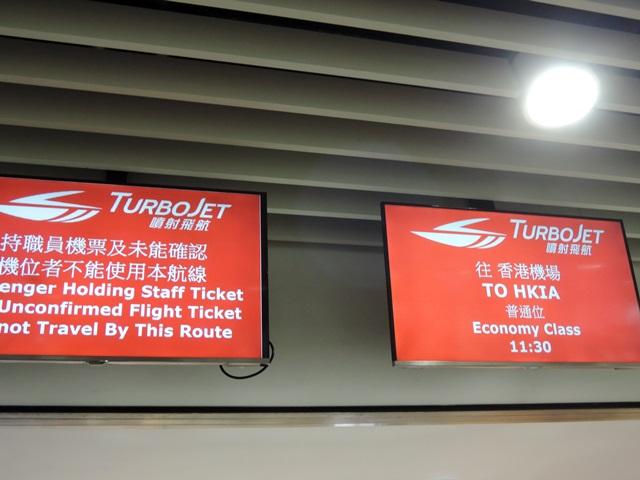 TURBOJET
噴射飛航
持職員機票及未能確認
機位者不能使用本航線
enger Holding Staff Ticket
Unconfirmed Flight Ticket
not Travel By This Route
TURBOJET
噴射飛航
往 香港機場
TO HKIA
普通位
Economy Class
11:30